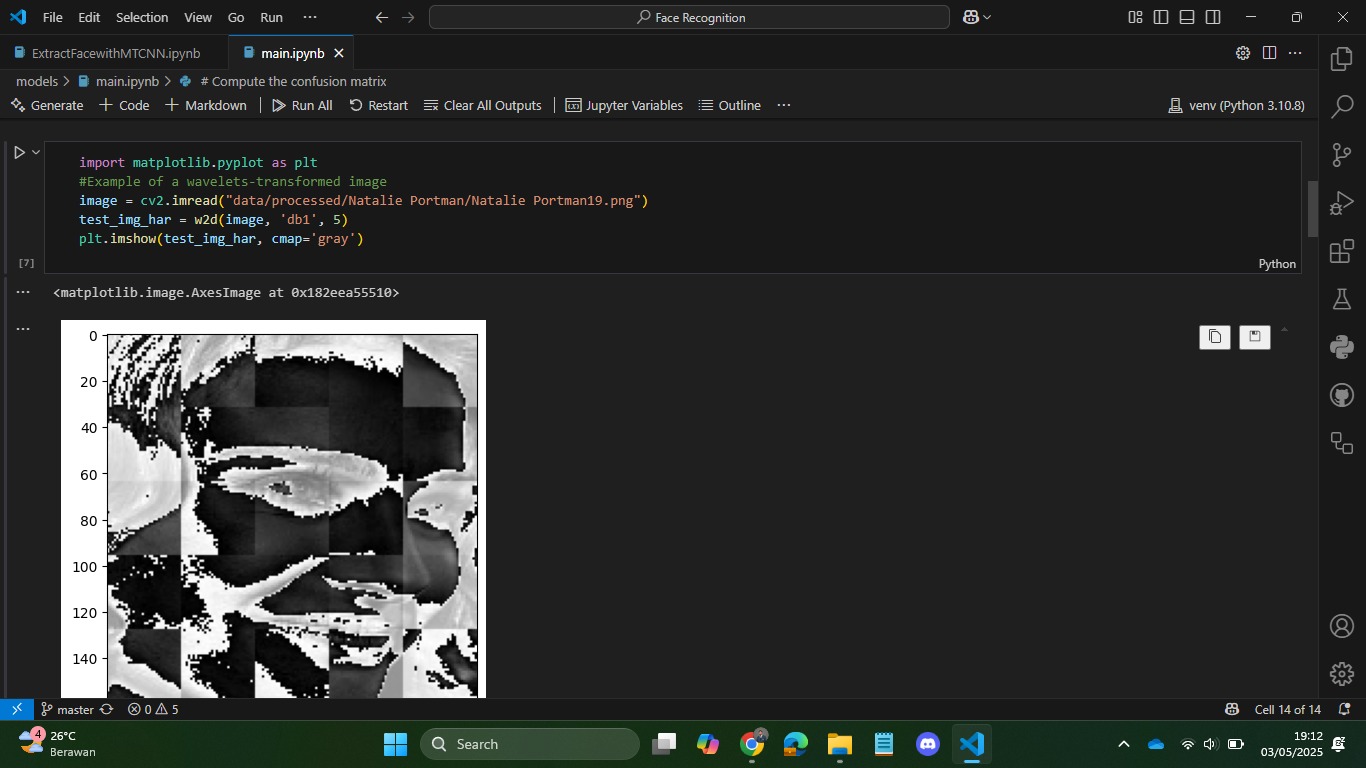 File Edit Selection View Go Run ··· Face Recognition
ExtractFacewithMTCNN.ipynb main.ipynb
models > main.ipynb > # Compute the confusion matrix
Generate + Code + Markdown Run All Restart Clear All Outputs Jupyter Variables Outline ··· venv (Python 3.10.8)
import matplotlib.pyplot as plt
#Example of a wavelets-transformed image
image = cv2.imread("data/processed/Natalie Portman/Natalie Portman19.png")
test_img_har = w2d(image, 'db1', 5)
plt.imshow(test_img_har, cmap='gray')
[7] Python
<matplotlib.image.AxesImage at 0x182eea55510>
0
20
40
60
80
100
120
140
master 0 5 Cell 14 of 14
4 26°C
Berawan
Search
19:12
03/05/2025